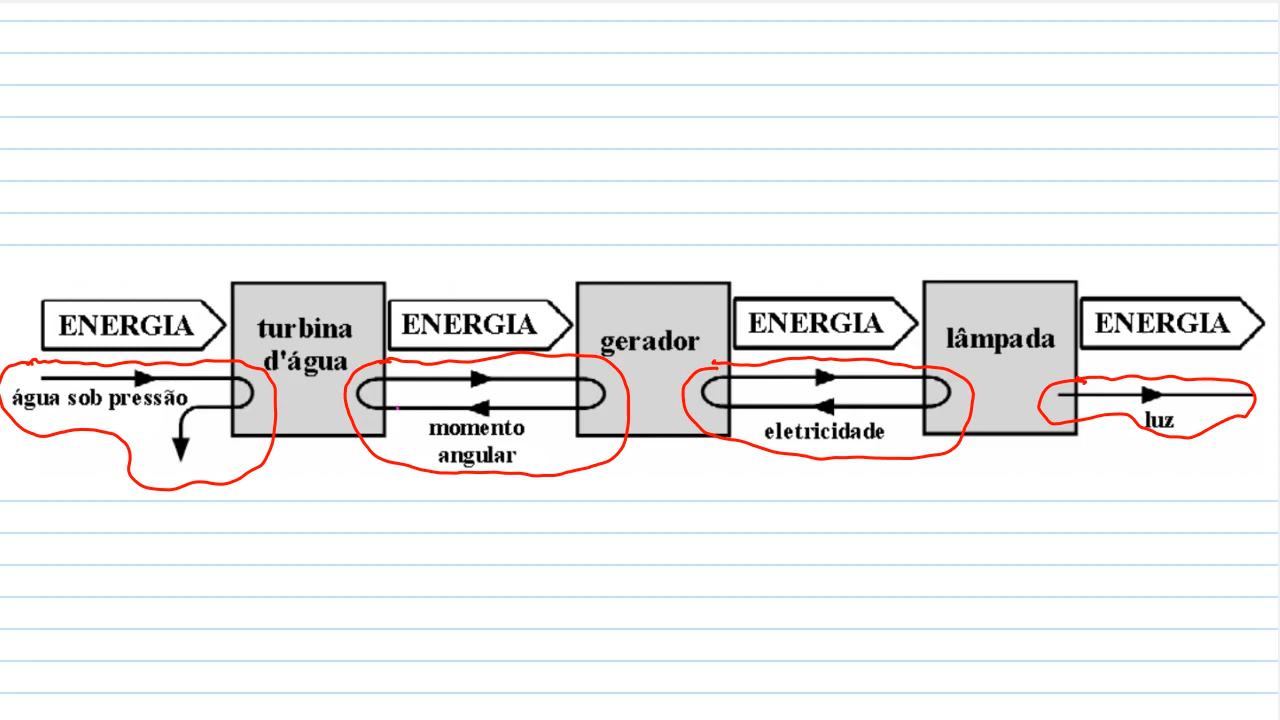 ENERGIA
turbina
d'água
ENERGIA
gerador
ENERGIA
lâmpada
ENERGIA
água sob pressão
momento
angular
eletricidade
luz